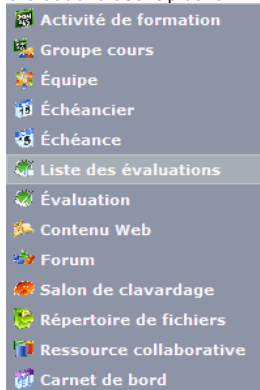 Activité de formation
Groupe cours
Équipe
Échéancier
Échéance
Liste des évaluations
Évaluation
Contenu Web
Forum
Salon de clavardage
Répertoire de fichiers
Ressource collaborative
Carnet de bord